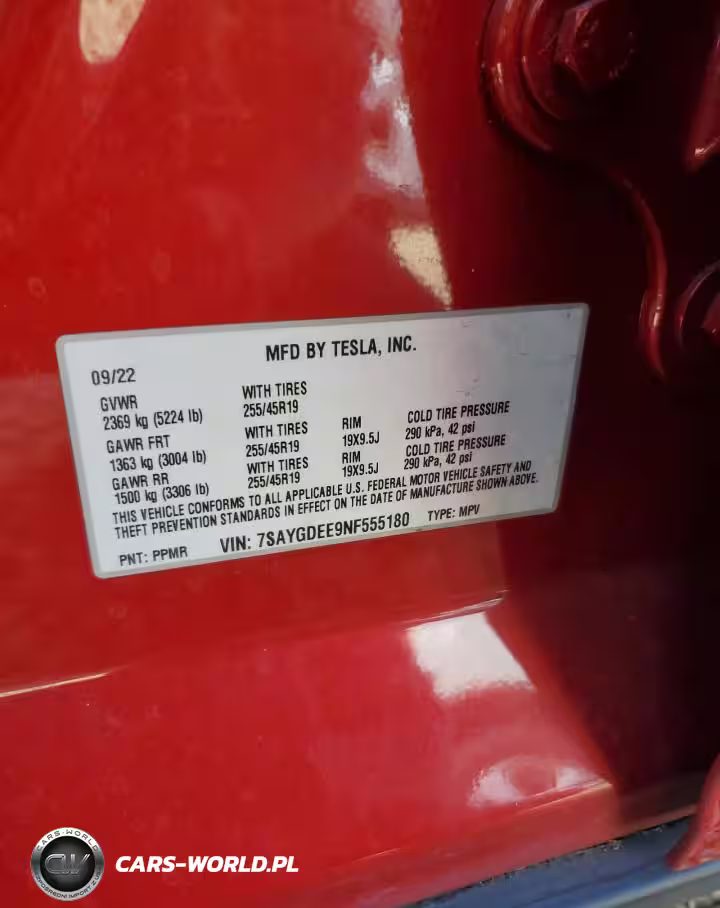 MFD BY TESLA, INC.
09/22
GVWR
2369 kg (5224 lb)
WITH TIRES
255/45R19
GAWR FRT
1363 kg (3004 lb)
WITH TIRES
255/45R19
RIM
19X9.5J
COLD TIRE PRESSURE
290 kPa, 42 psi
GAWR RR
1500 kg (3306 lb)
WITH TIRES
255/45R19
RIM
19X9.5J
COLD TIRE PRESSURE
290 kPa, 42 psi
THIS VEHICLE CONFORMS TO ALL APPLICABLE U.S. FEDERAL MOTOR VEHICLE SAFETY AND
THEFT PREVENTION STANDARDS IN EFFECT ON THE DATE OF MANUFACTURE SHOWN ABOVE.
PNT: PPMR VIN: 7SAYGDEE9NF555180 TYPE: MPV
CARS-WORLD
CW
CARS-WORLD.PL